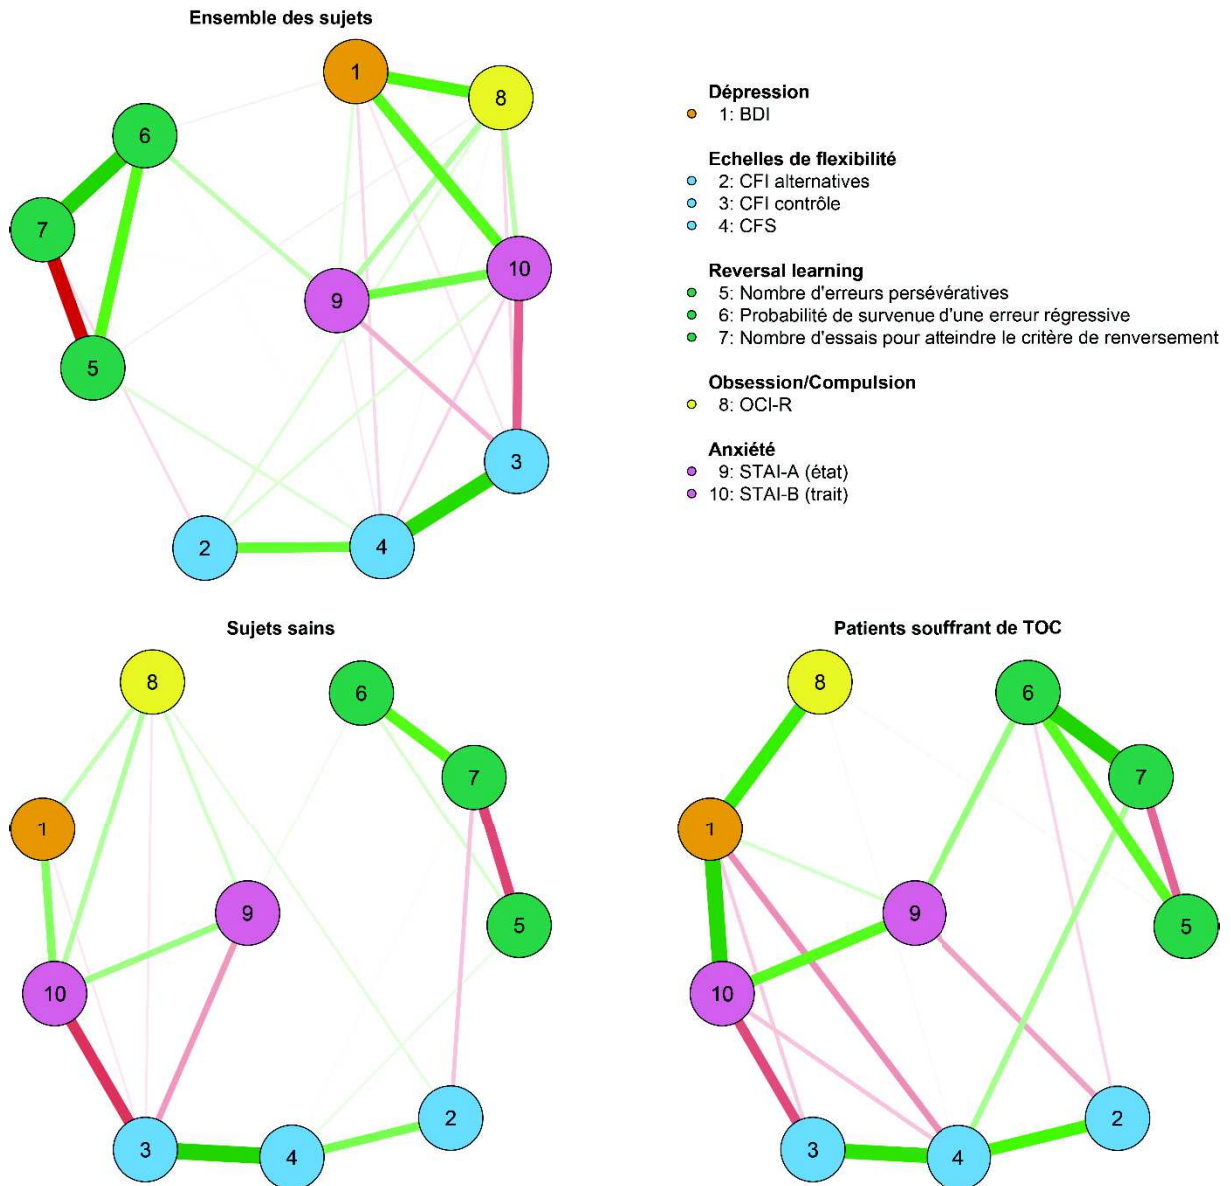 Ensemble des sujets
1
8
6
7
10
9
5
3
2
4
Dépression
1: BDI
Echelles de flexibilité
2: CFI alternatives
3: CFI contrôle
4: CFS
Reversal learning
5: Nombre d'erreurs persévératives
6: Probabilité de survenue d'une erreur régressive
7: Nombre d'essais pour atteindre le critère de renversement
Obsession/Compulsion
8: OCI-R
Anxiété
9: STAI-A (état)
10: STAI-B (trait)
Sujets sains
8
6
7
1
9
5
10
2
3
4
Patients souffrant de TOC
8
6
7
1
9
5
10
2
3
4